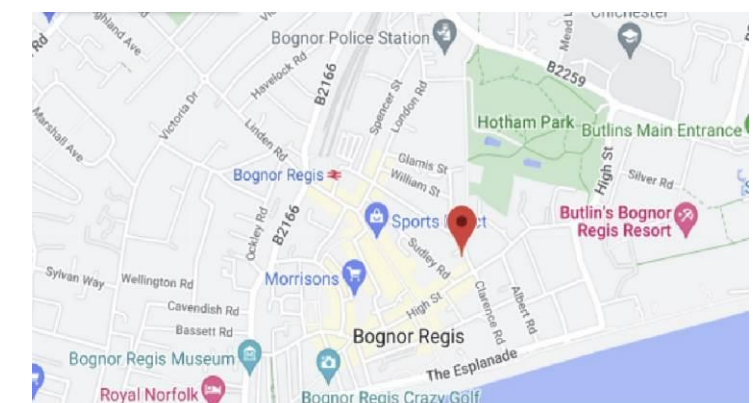 Chichester
Bognor Police Station
Highland Ave
Rd
Havelock Rd
B2166
Mead L
B2259
Victoria Dr
Spencer St
London Rd
Linden Rd
Marshall Ave
Hotham Park
Butlins Main Entrance
Glamis St
William St
Bognor Regis
High St
Silver Rd
Sports
ct
Butlin's Bognor
Regis Resort
Ockley Rd
B2166
Sudley Rd
Sylvan Way
Wellington Rd
Morrisons
Cavendish Rd
High St
Clarence Rd
Albert Rd
Bassett Rd
Bognor Regis
Bognor Regis Museum
The Esplanade
Royal Norfolk
Bognor Regis Crazy Golf